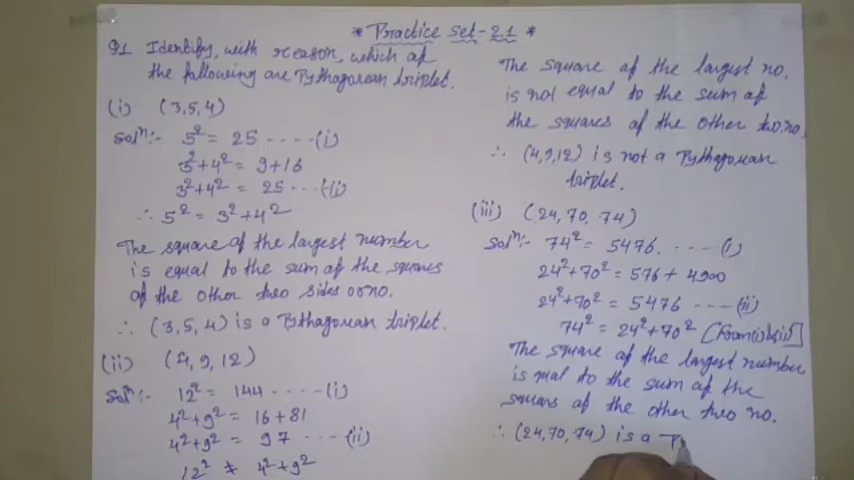 * Practice Set-2.1 *
Q1 Identify, with reason, which of
the following are Pythagorean triplet.
(i) (3,5,4)
Solⁿ:- 5² = 25 ....(i)
3²+4² = 9+16
3²+4² = 25 ...(ii)
∴ 5² = 3²+4²
The square of the largest number
is equal to the sum of the squares
of the other two sides or no.
∴ (3,5,4) is a Pythagorean triplet.
(ii) (4,9,12)
Solⁿ:- 12² = 144 ....(i)
4²+9² = 16+81
4²+9² = 97 ...(ii)
12² ≠ 4²+9²
The square of the largest no.
is not equal to the sum of
the squares of the other two no.
∴ (4,9,12) is not a Pythagorean
triplet.
(iii) (24,70,74)
Solⁿ:- 74² = 5476. ....(i)
24²+70² = 576 + 4900
24²+70² = 5476 ....(ii)
74² = 24²+70² [From(i)&(ii)]
The square of the largest number
is to the sum of the
squars of the other two no.
∴ (24,70,74) is a